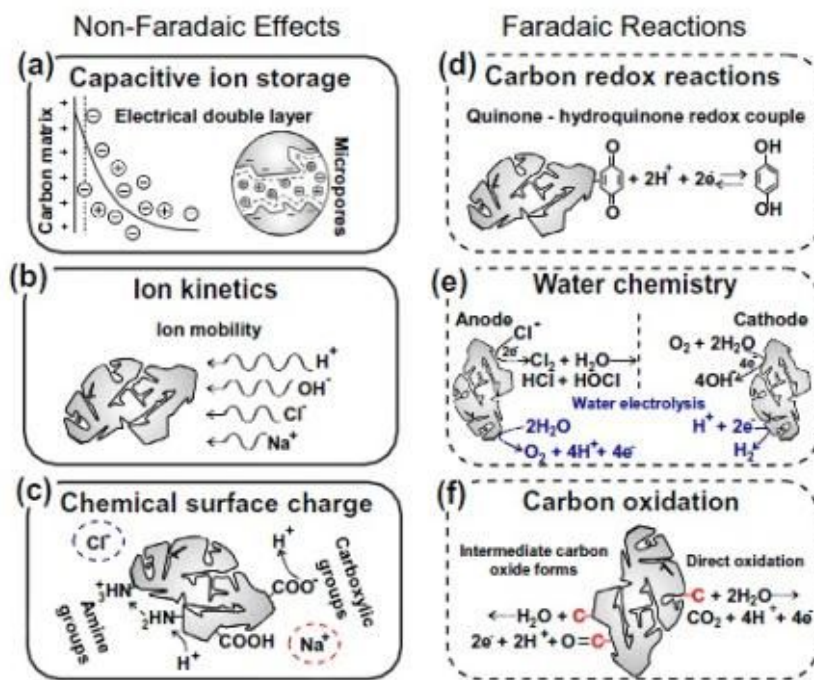 Non-Faradaic Effects
(a)
Capacitive ion storage
Electrical double layer
Carbon matrix
Micropores
(b)
Ion kinetics
Ion mobility
H⁺
OH⁻
Cl⁻
Na⁺
(c)
Chemical surface charge
Cl⁻
H⁺
COO⁻
Carboxylic groups
⁺₃HN
₂HN
Amine groups
H⁺
COOH
Na⁺
Faradaic Reactions
(d)
Carbon redox reactions
Quinone - hydroquinone redox couple
O
O
+ 2H⁺ + 2e⁻
OH
OH
(e)
Water chemistry
Anode
Cl⁻
2e⁻
Cl₂ + H₂O
HCl + HOCl
Cathode
O₂ + 2H₂O
4e⁻
4OH⁻
Water electrolysis
2H₂O
O₂ + 4H⁺ + 4e⁻
H⁺ + 2e⁻
H₂
(f)
Carbon oxidation
Intermediate carbon
oxide forms
H₂O + C
2e⁻ + 2H⁺ + O=C
Direct oxidation
C + 2H₂O
CO₂ + 4H⁺ + 4e⁻